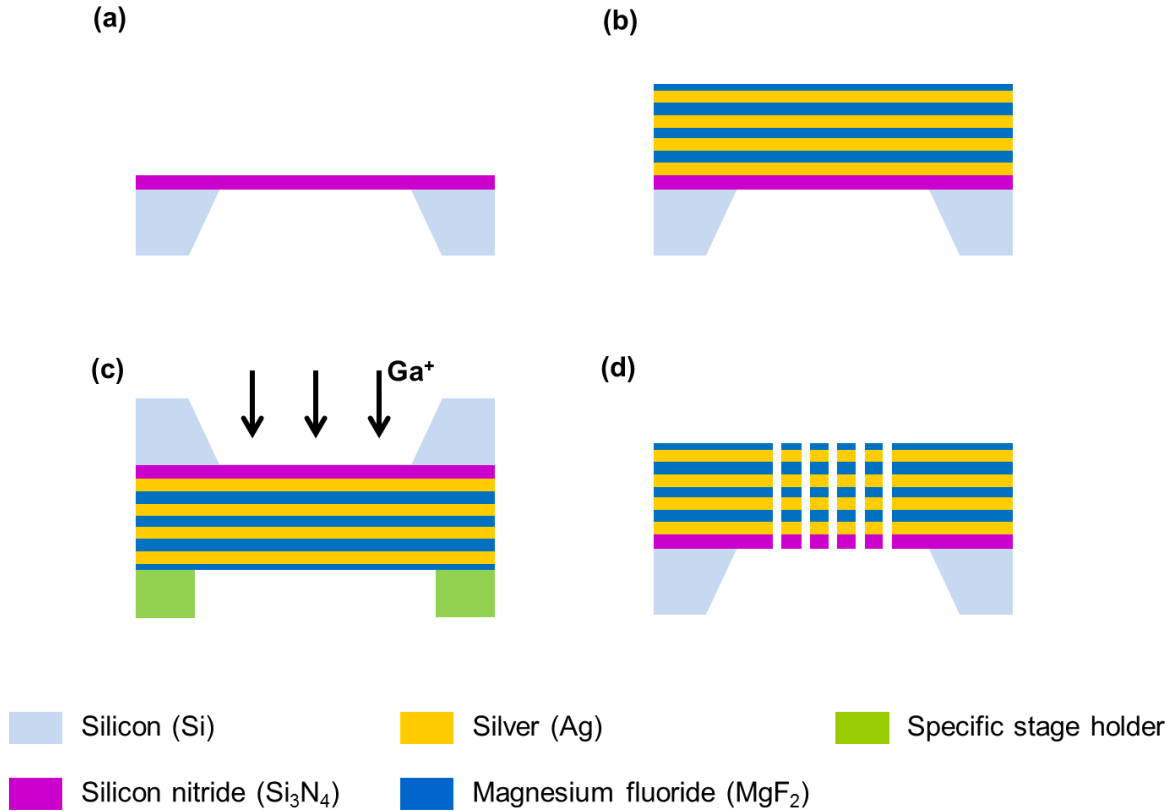 (a)
(b)
(c)
Ga⁺
(d)
Silicon (Si)
Silver (Ag)
Specific stage holder
Silicon nitride (Si₃N₄)
Magnesium fluoride (MgF₂)